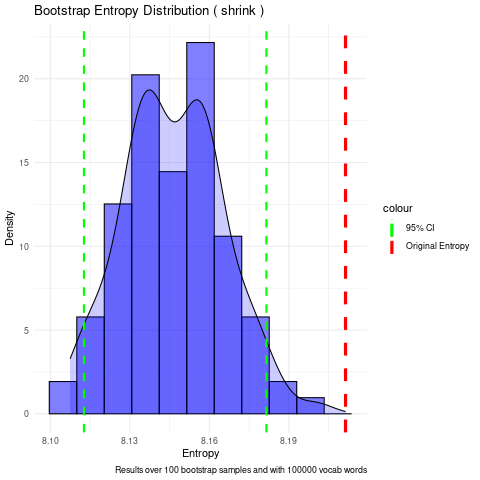 Bootstrap Entropy Distribution ( shrink )
20
15
10
5
0
Density
8.10
8.13
8.16
8.19
Entropy
colour
95% CI
Original Entropy
Results over 100 bootstrap samples and with 100000 vocab words